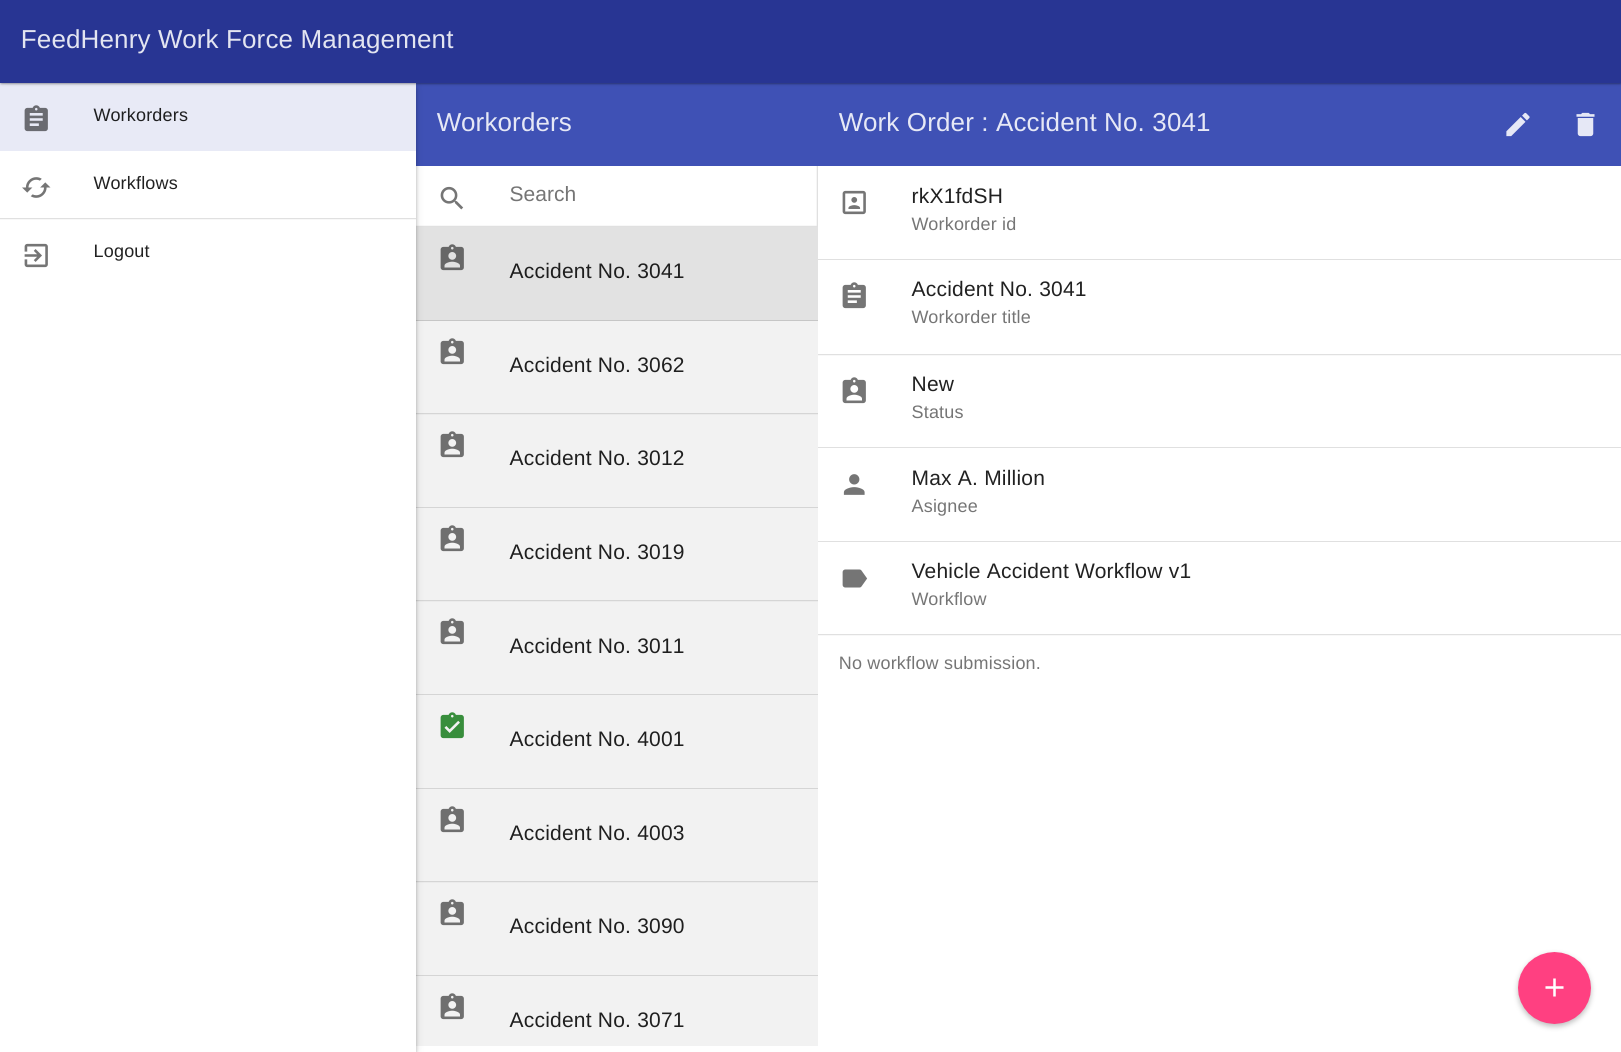 FeedHenry Work Force Management
Workorders
Workflows
Logout
Workorders
Search
Accident No. 3041
Accident No. 3062
Accident No. 3012
Accident No. 3019
Accident No. 3011
Accident No. 4001
Accident No. 4003
Accident No. 3090
Accident No. 3071
Work Order : Accident No. 3041
rkX1fdSH
Workorder id
Accident No. 3041
Workorder title
New
Status
Max A. Million
Asignee
Vehicle Accident Workflow v1
Workflow
No workflow submission.